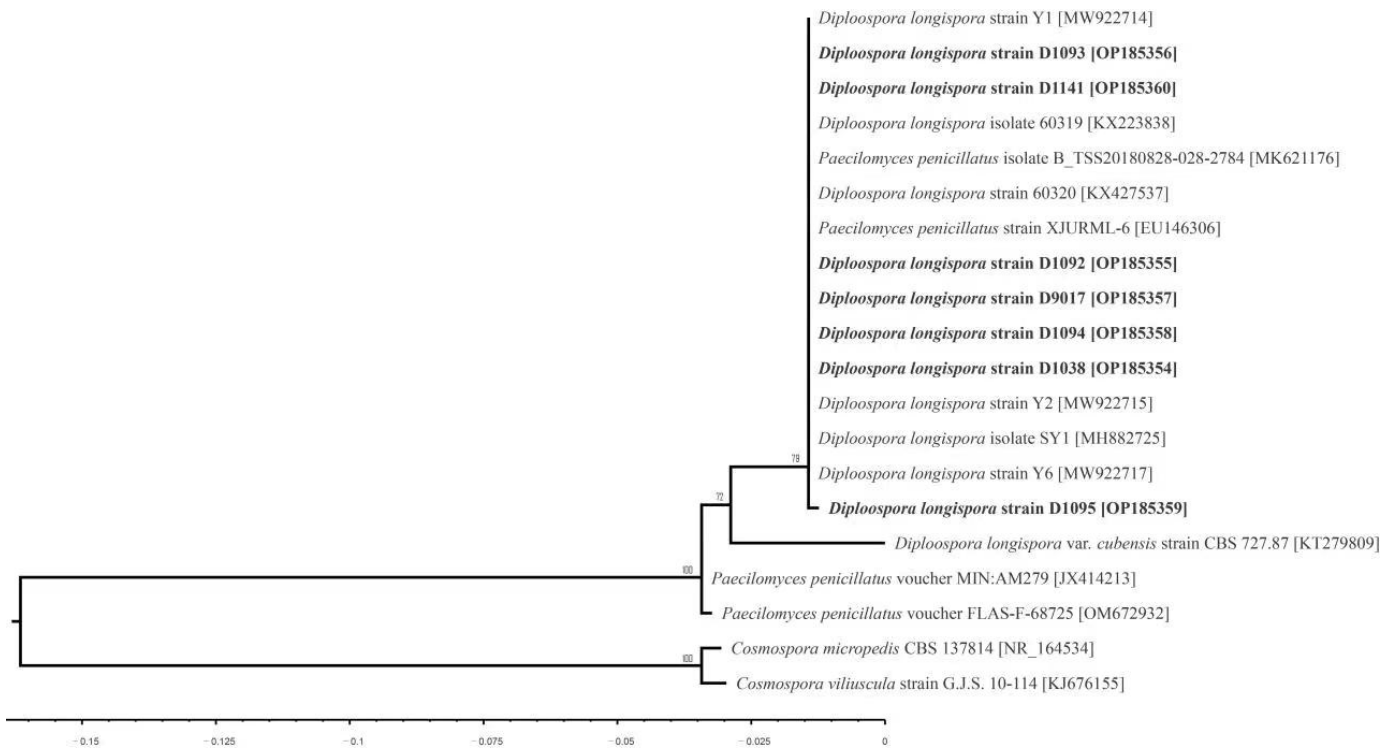 Diploospora longispora strain Y1 [MW922714]
Diploospora longispora strain D1093 [OP185356]
Diploospora longispora strain D1141 [OP185360]
Diploospora longispora isolate 60319 [KX223838]
Paecilomyces penicillatus isolate B_TSS20180828-028-2784 [MK621176]
Diploospora longispora strain 60320 [KX427537]
Paecilomyces penicillatus strain XJURML-6 [EU146306]
Diploospora longispora strain D1092 [OP185355]
Diploospora longispora strain D9017 [OP185357]
Diploospora longispora strain D1094 [OP185358]
Diploospora longispora strain D1038 [OP185354]
Diploospora longispora strain Y2 [MW922715]
Diploospora longispora isolate SY1 [MH882725]
79
Diploospora longispora strain Y6 [MW922717]
72
Diploospora longispora strain D1095 [OP185359]
Diploospora longispora var. cubensis strain CBS 727.87 [KT279809]
100
Paecilomyces penicillatus voucher MIN:AM279 [JX414213]
Paecilomyces penicillatus voucher FLAS-F-68725 [OM672932]
Cosmospora micropedis CBS 137814 [NR_164534]
100
Cosmospora viliuscula strain G.J.S. 10-114 [KJ676155]
-0.15 -0.125 -0.1 -0.075 -0.05 -0.025 0